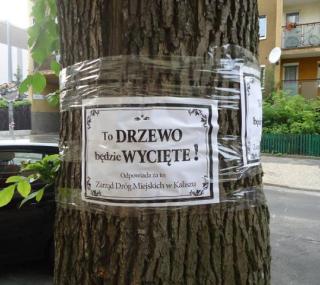 To DRZEWO
będzie WYCIĘTE!
Odpowiada za to:
Zarząd Dróg Miejskich w Kaliszu